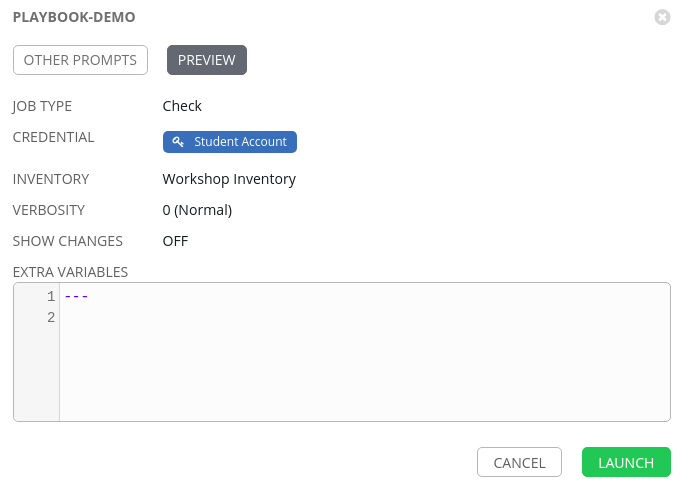 PLAYBOOK-DEMO
OTHER PROMPTS PREVIEW
JOB TYPE Check
CREDENTIAL Student Account
INVENTORY Workshop Inventory
VERBOSITY 0 (Normal)
SHOW CHANGES OFF
EXTRA VARIABLES
1 ---
2
CANCEL LAUNCH